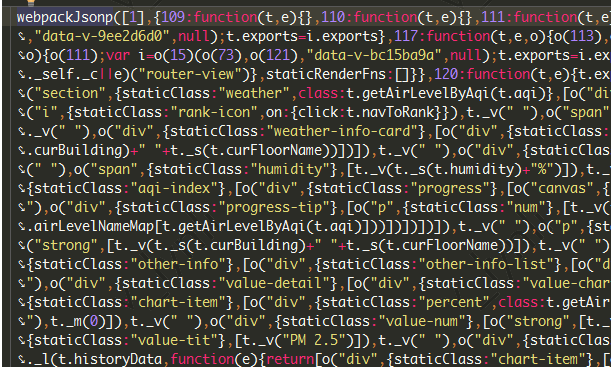 webpackJsonp([1],{109:function(t,e){},110:function(t,e){},111:function(t,e
,"data-v-9ee2d6d0",null);t.exports=i.exports},117:function(t,e,o){o(113),
o){o(111);var i=o(15)(o(73),o(121),"data-v-bc15ba9a",null);t.exports=i.ex
._self._c||e)("router-view")},staticRenderFns:[]}},120:function(t,e){t.ex
("section",{staticClass:"weather",class:t.getAirLevelByAqi(t.aqi)},[o("di
("i",{staticClass:"rank-icon",on:{click:t.navToRank}}),t._v(" "),o("span"
._v(" "),o("div",{staticClass:"weather-info-card"},[o("div",{staticClass:
.curBuilding)+" "+t._s(t.curFloorName))])]),t._v(" "),o("div",{staticClas
(" "),o("span",{staticClass:"humidity"},[t._v(t._s(t.humidity)+"%")]),t._
{staticClass:"aqi-index"},[o("div",{staticClass:"progress"},[o("canvas",{
"),o("div",{staticClass:"progress-tip"},[o("p",{staticClass:"num"},[t._v(
.airLevelNameMap[t.getAirLevelByAqi(t.aqi)]))])])])]),t._v(" "),o("p",{st
("strong",[t._v(t._s(t.curBuilding)+" "+t._s(t.curFloorName))]),t._v(" ")
{staticClass:"other-info"},[o("div",{staticClass:"other-info-list"},[o("d
"),o("div",{staticClass:"value-detail"},[o("div",{staticClass:"value-char
{staticClass:"chart-item"},[o("div",{staticClass:"percent",class:t.getAir
"),t._m(0)]),t._v(" "),o("div",{staticClass:"value-num"},[o("strong",[t._
{staticClass:"value-tit"},[t._v("PM 2.5")]),t._v(" "),o("div",{staticClas
._l(t.historyData,function(e){return[o("div",{staticClass:"chart-item"},[